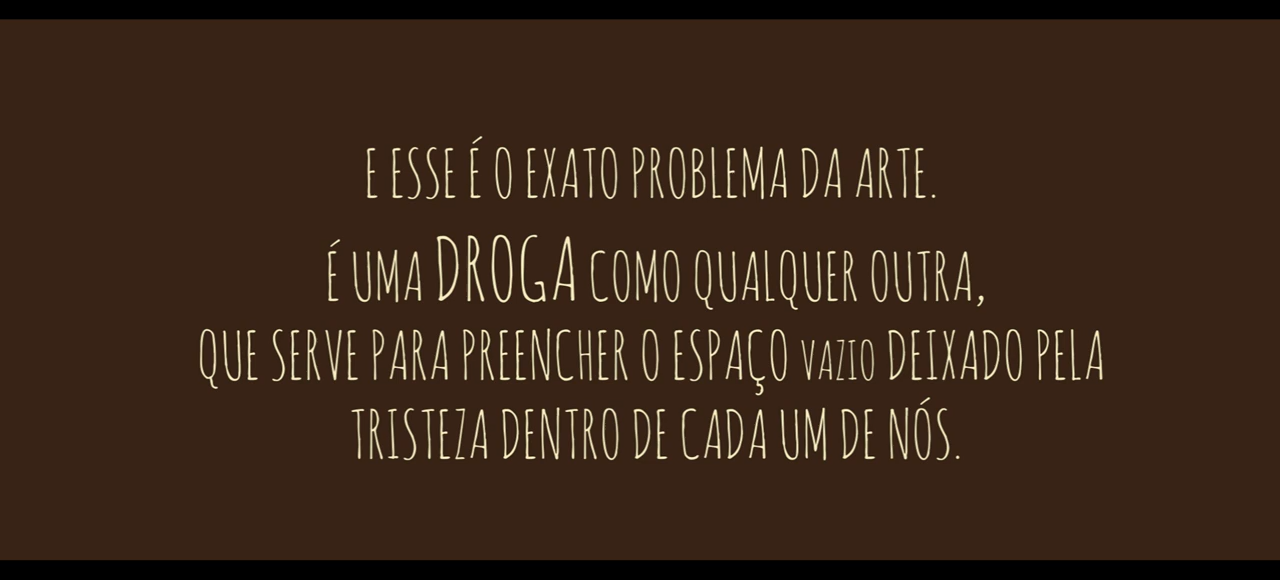 E ESSE É O EXATO PROBLEMA DA ARTE.
É UMA DROGA COMO QUALQUER OUTRA,
QUE SERVE PARA PREENCHER O ESPAÇO VAZIO DEIXADO PELA
TRISTEZA DENTRO DE CADA UM DE NÓS.